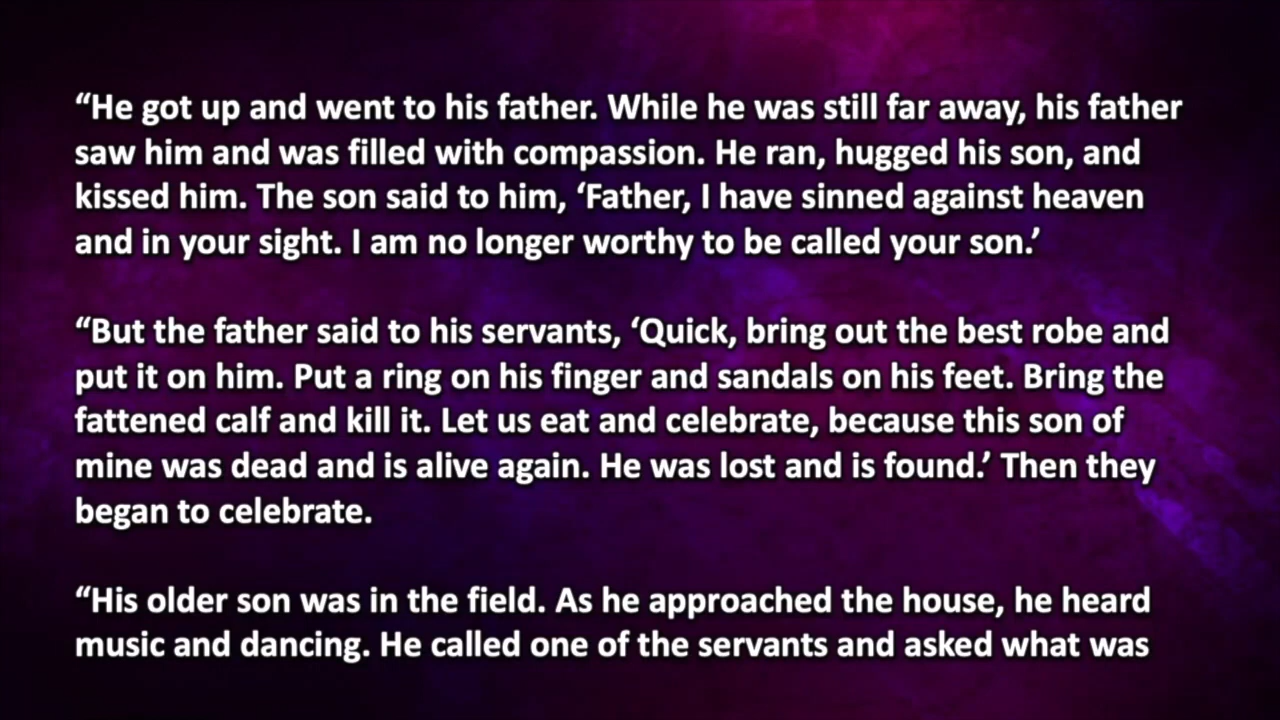 “He got up and went to his father. While he was still far away, his father
saw him and was filled with compassion. He ran, hugged his son, and
kissed him. The son said to him, ‘Father, I have sinned against heaven
and in your sight. I am no longer worthy to be called your son.’
“But the father said to his servants, ‘Quick, bring out the best robe and
put it on him. Put a ring on his finger and sandals on his feet. Bring the
fattened calf and kill it. Let us eat and celebrate, because this son of
mine was dead and is alive again. He was lost and is found.’ Then they
began to celebrate.
“His older son was in the field. As he approached the house, he heard
music and dancing. He called one of the servants and asked what was